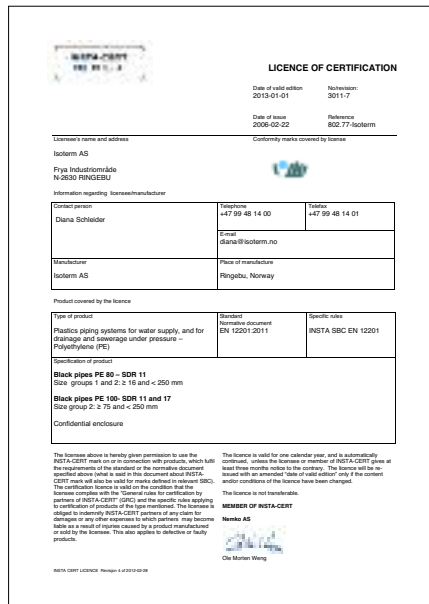 INSTA-CERT
LICENCE OF CERTIFICATION
Date of valid edition
2013-01-01
No/revision:
3011-7
Date of issue
2006-02-22
Reference
802.77-Isoterm
Licensee's name and address
Conformity marks covered by license
Isoterm AS
Frya Industriområde
N-2630 RINGEBU
Information regarding licensee/manufacturer
Contact person
Diana Schleider
Telephone
+47 99 48 14 00
Telefax
+47 99 48 14 01
E-mail
diana@isoterm.no
Manufacturer
Isoterm AS
Place of manufacture
Ringebu, Norway
Product covered by the licence
Type of product
Plastics piping systems for water supply, and for
drainage and sewerage under pressure –
Polyethylene (PE)
Standard
Normative document
EN 12201:2011
Specific rules
INSTA SBC EN 12201
Specification of product
Black pipes PE 80 – SDR 11
Size groups 1 and 2: ≥ 16 and < 250 mm
Black pipes PE 100- SDR 11 and 17
Size group 2: ≥ 75 and < 250 mm
Confidential enclosure
The licensee above is hereby given permission to use the
INSTA-CERT mark on or in connection with products, which fulfil
the requirements of the standard or the normative document
specified above (what is said in this document about INSTA-
CERT mark will also be valid for marks defined in relevant SBC).
The certification licence is valid on the condition that the
licensee complies with the "General rules for certification by
partners of INSTA-CERT" (GRC) and the specific rules applying
to certification of products of the type mentioned. The licensee is
obliged to indemnify INSTA-CERT partners of any claim for
damages or any other expenses to which partners may become
liable as a result of injuries caused by a product manufactured
or sold by the licensee. This also applies to defective or faulty
products.
The licence is valid for one calendar year, and is automatically
continued, unless the licensee or member of INSTA-CERT gives at
least three months notice to the contrary. The licence will be re-
issued with an amended "date of valid edition" only if the content
and/or conditions of the licence have been changed.
The licence is not transferable.
MEMBER OF INSTA-CERT
Nemko AS
Ole Morten Weng
INSTA CERT LICENCE Revision 4 of 2012-02-28